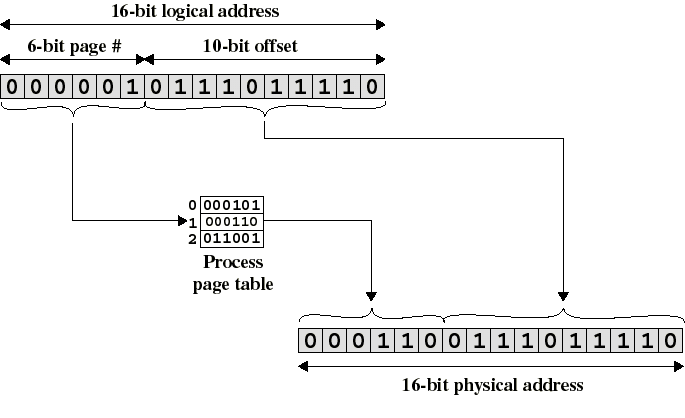 16-bit logical address
6-bit page # 10-bit offset
0 0 0 0 0 1 0 1 1 1 0 1 1 1 1 0
0 000101
1 000110
2 011001
Process
page table
0 0 0 1 1 0 0 1 1 1 0 1 1 1 1 0
16-bit physical address